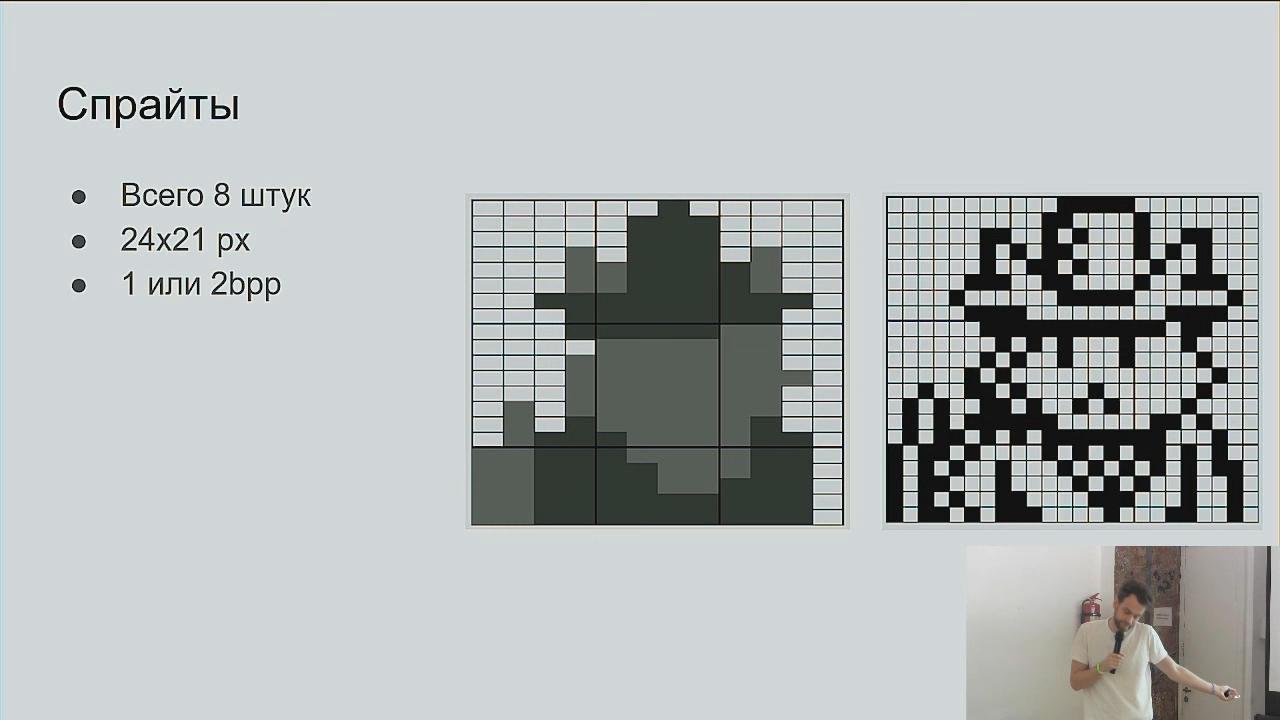 Спрайты
Всего 8 штук
24x21 px
1 или 2bpp